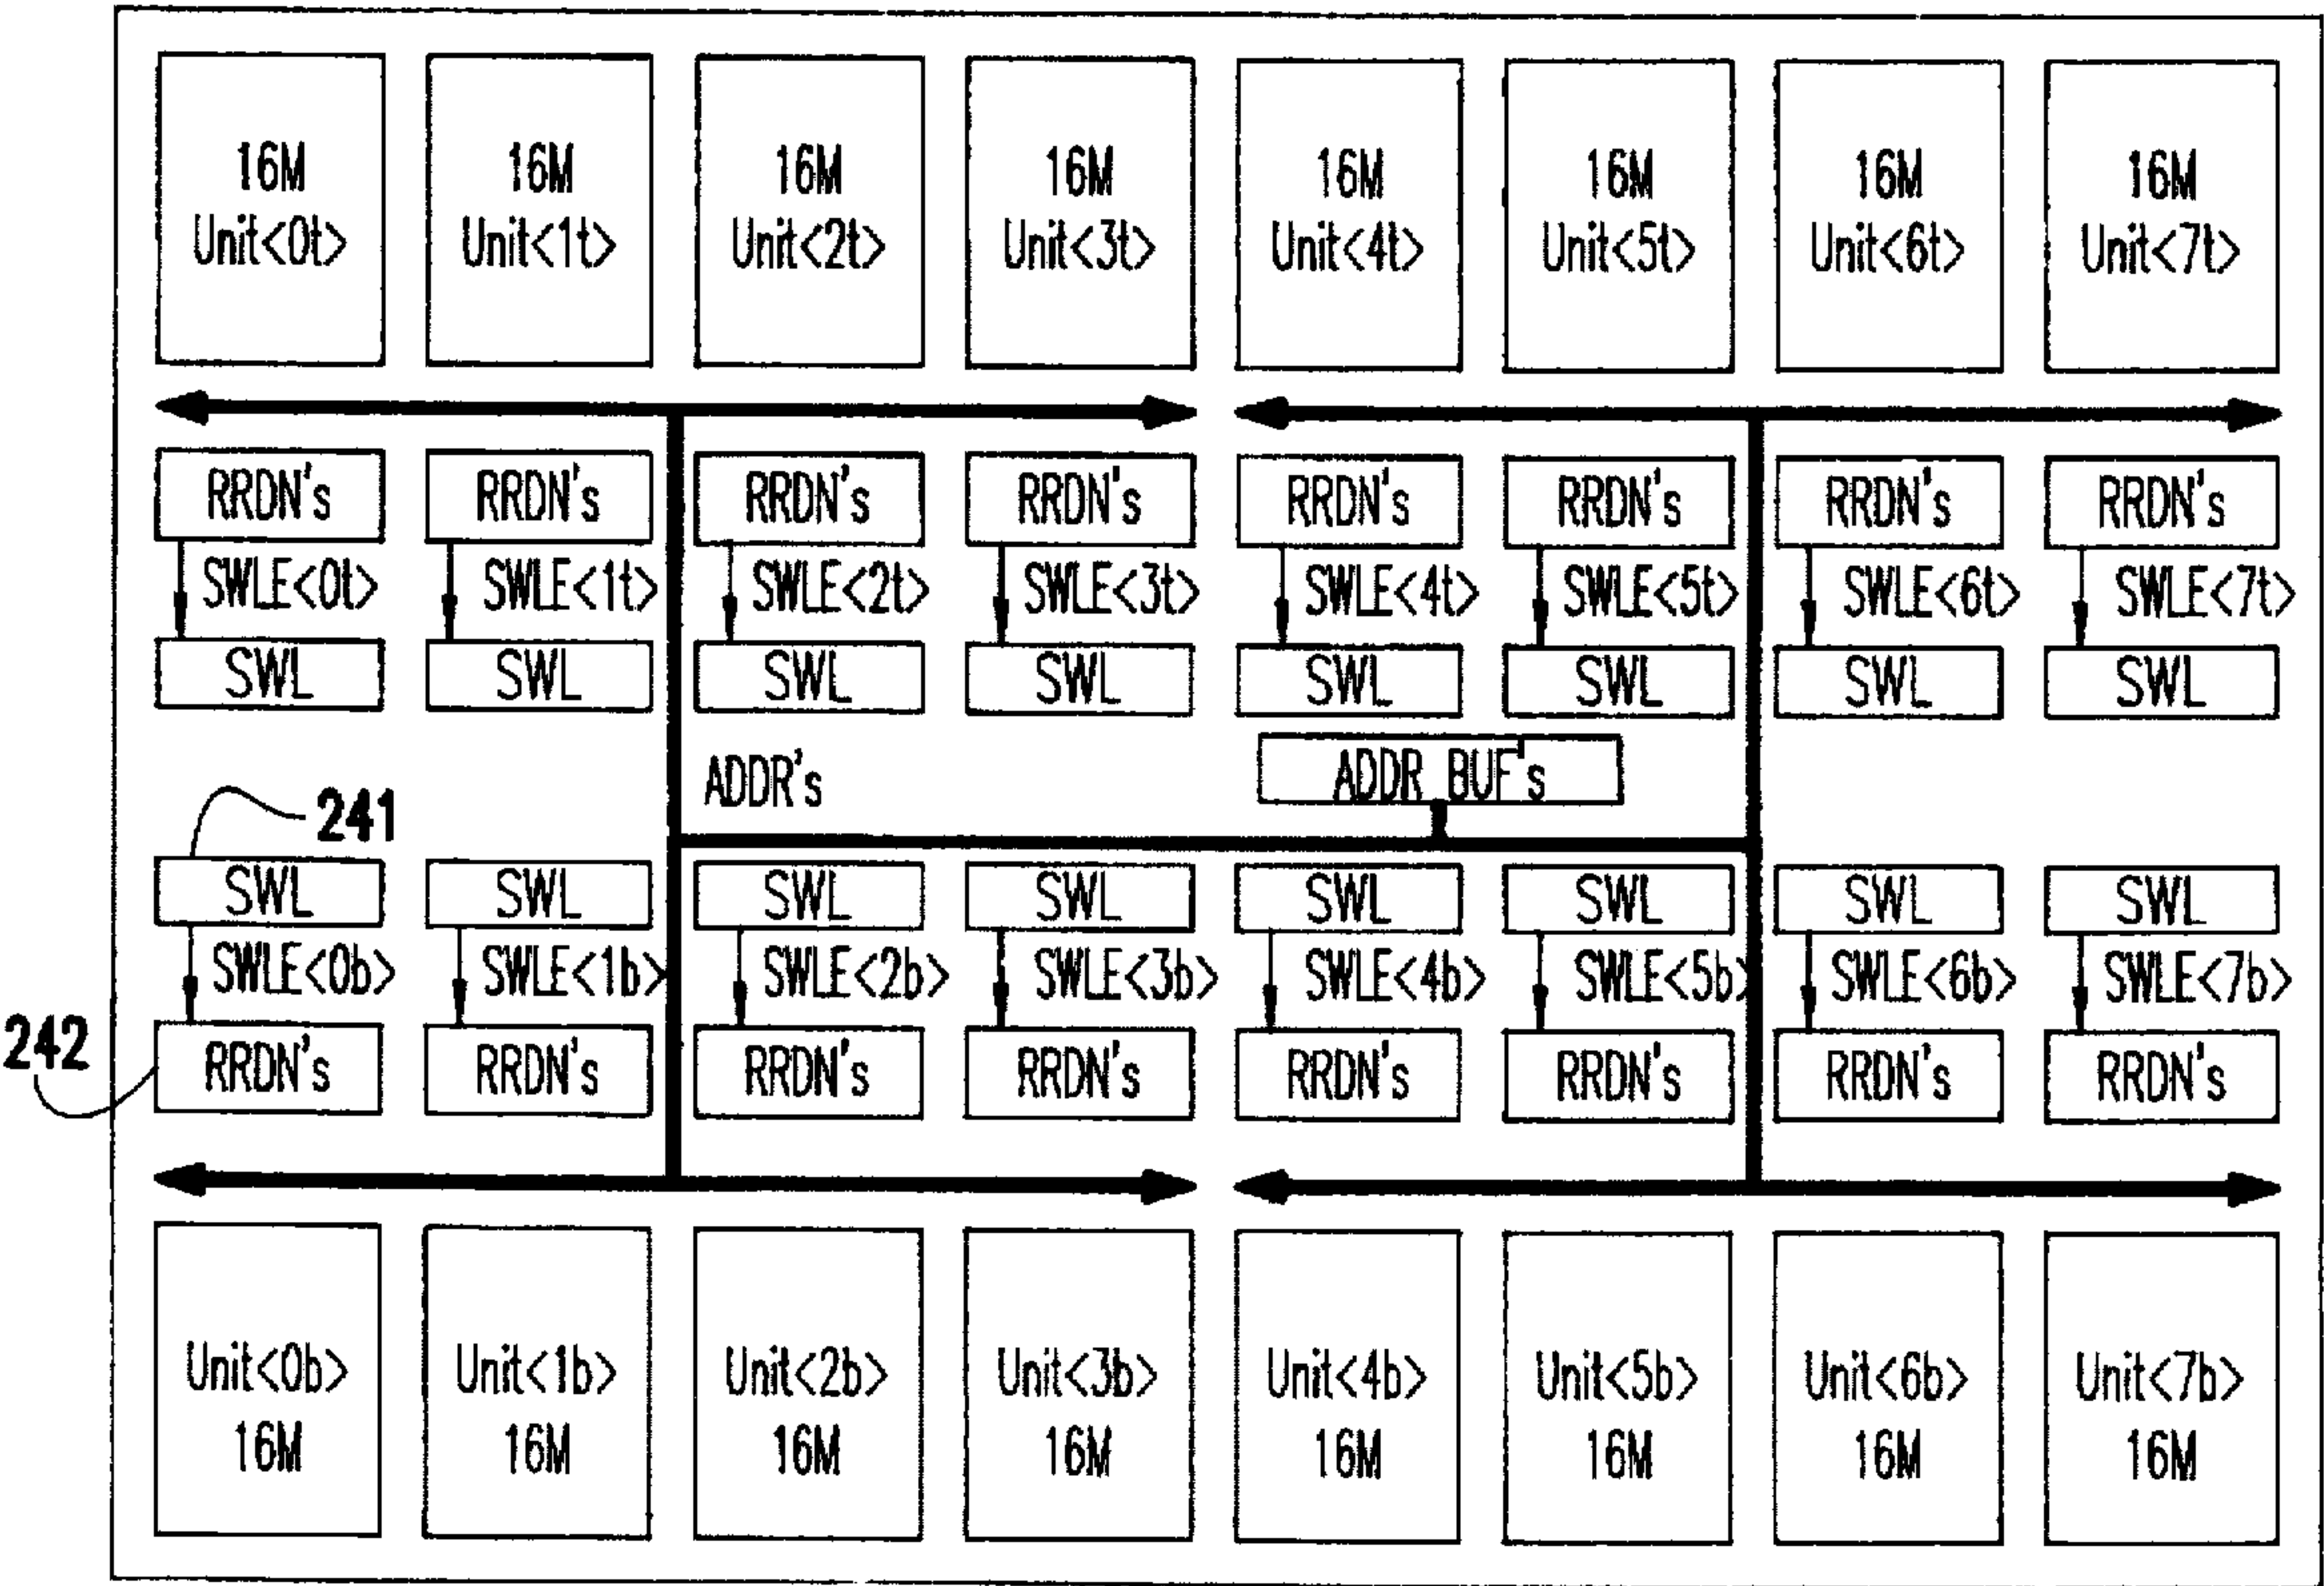 16M 16M 16M 16M 16M 16M 16M 16M
Unit<0t> Unit<1t> Unit<2t> Unit<3t> Unit<4t> Unit<5t> Unit<6t> Unit<7t>
RRDN's RRDN's RRDN's RRDN's RRDN's RRDN's RRDN's RRDN's
SWLE<0t> SWLE<1t> SWLE<2t> SWLE<3t> SWLE<4t> SWLE<5t> SWLE<6t> SWLE<7t>
SWL SWL SWL SWL SWL SWL SWL SWL
ADDR's ADDR BUF's
241
SWL SWL SWL SWL SWL SWL SWL SWL
SWLE<0b> SWLE<1b> SWLE<2b> SWLE<3b> SWLE<4b> SWLE<5b> SWLE<6b> SWLE<7b>
242
RRDN's RRDN's RRDN's RRDN's RRDN's RRDN's RRDN's RRDN's
Unit<0b> Unit<1b> Unit<2b> Unit<3b> Unit<4b> Unit<5b> Unit<6b> Unit<7b>
16M 16M 16M 16M 16M 16M 16M 16M